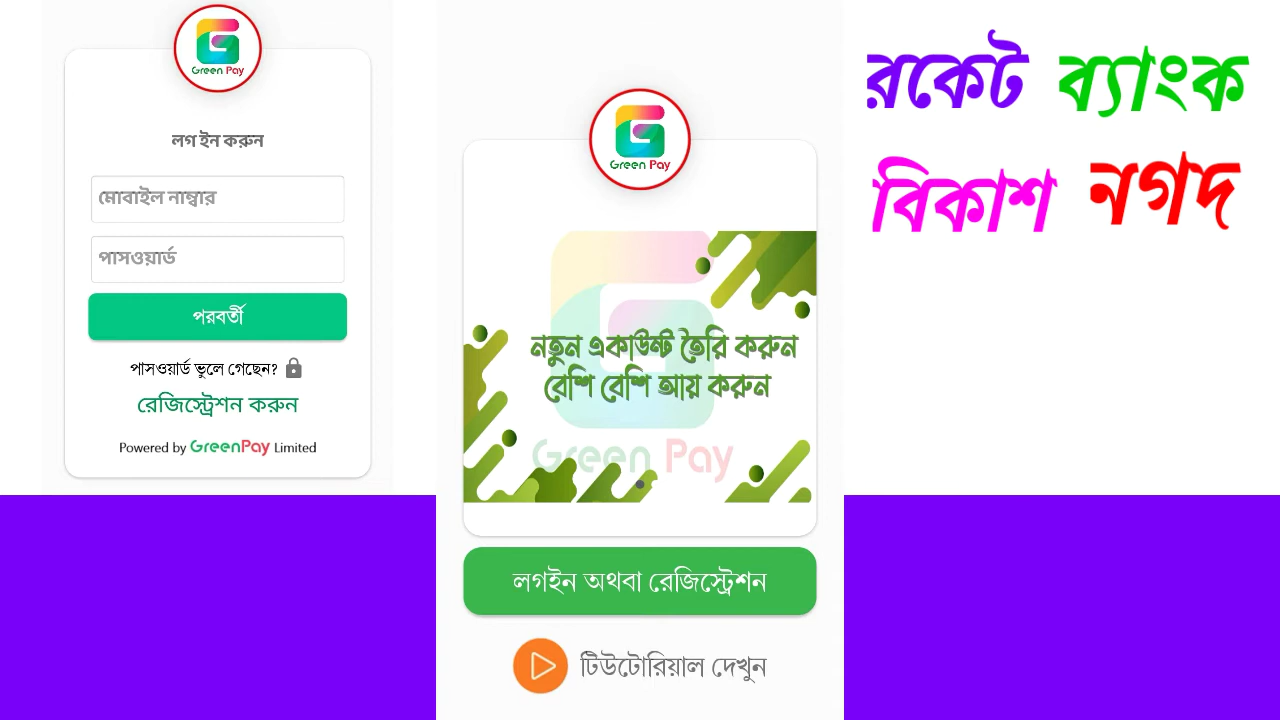 Green Pay
লগ ইন করুন
মোবাইল নাম্বার
পাসওয়ার্ড
পরবর্তী
পাসওয়ার্ড ভুলে গেছেন?
রেজিস্ট্রেশন করুন
Powered by GreenPay Limited
Green Pay
নতুন একাউন্ট তৈরি করুন
বেশি বেশি আয় করুন
Green Pay
লগইন অথবা রেজিস্ট্রেশন
টিউটোরিয়াল দেখুন
রকেট ব্যাংক
বিকাশ নগদ